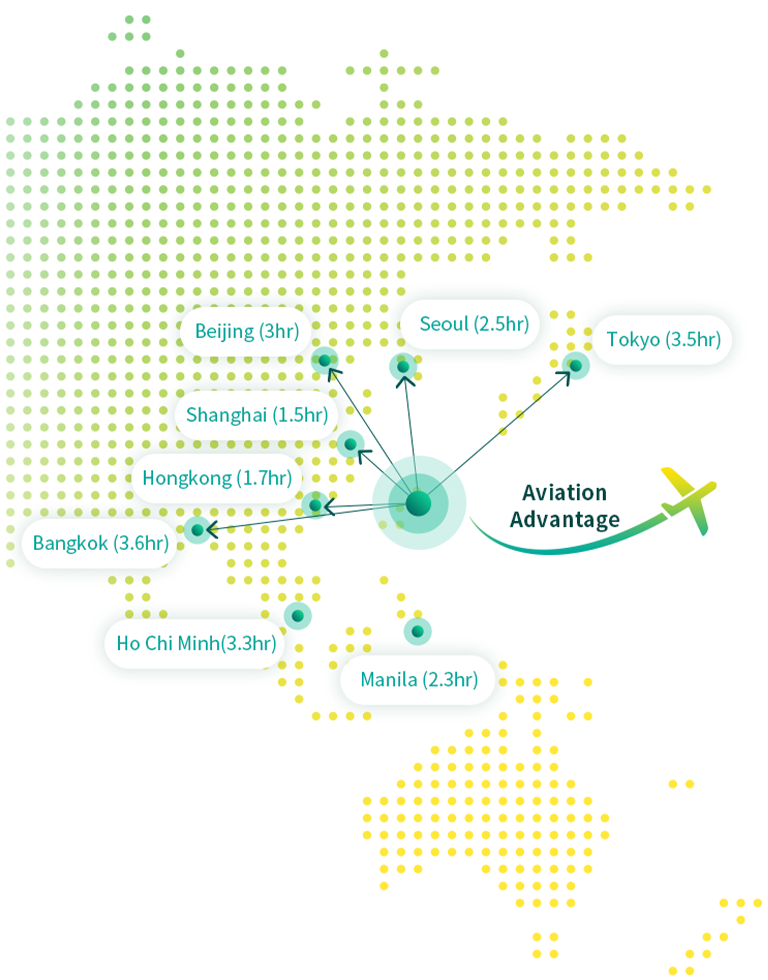 Seoul (2.5hr)
Beijing (3hr)
Tokyo (3.5hr)
Shanghai (1.5hr)
Hongkong (1.7hr)
Aviation
Advantage
Bangkok (3.6hr)
Ho Chi Minh(3.3hr)
Manila (2.3hr)